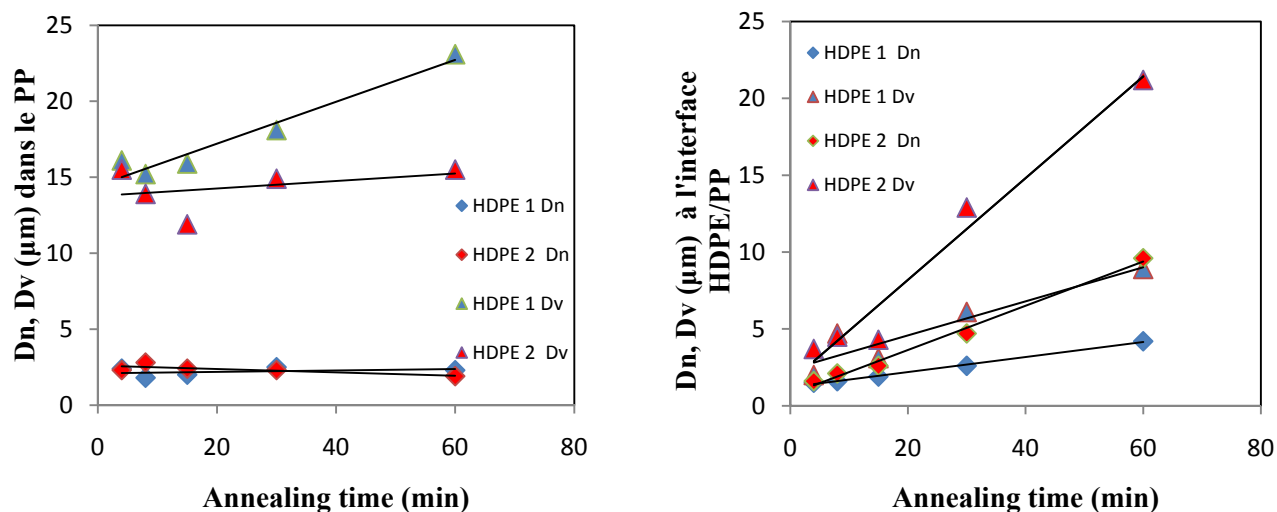 Dn, Dv (µm) dans le PP
25
20
15
10
5
0
0 20 40 60 80
Annealing time (min)
HDPE 1 Dn
HDPE 2 Dn
HDPE 1 Dv
HDPE 2 Dv
Dn, Dv (µm) à l'interface
HDPE/PP
25
20
15
10
5
0
0 20 40 60 80
Annealing time (min)
HDPE 1 Dn
HDPE 1 Dv
HDPE 2 Dn
HDPE 2 Dv